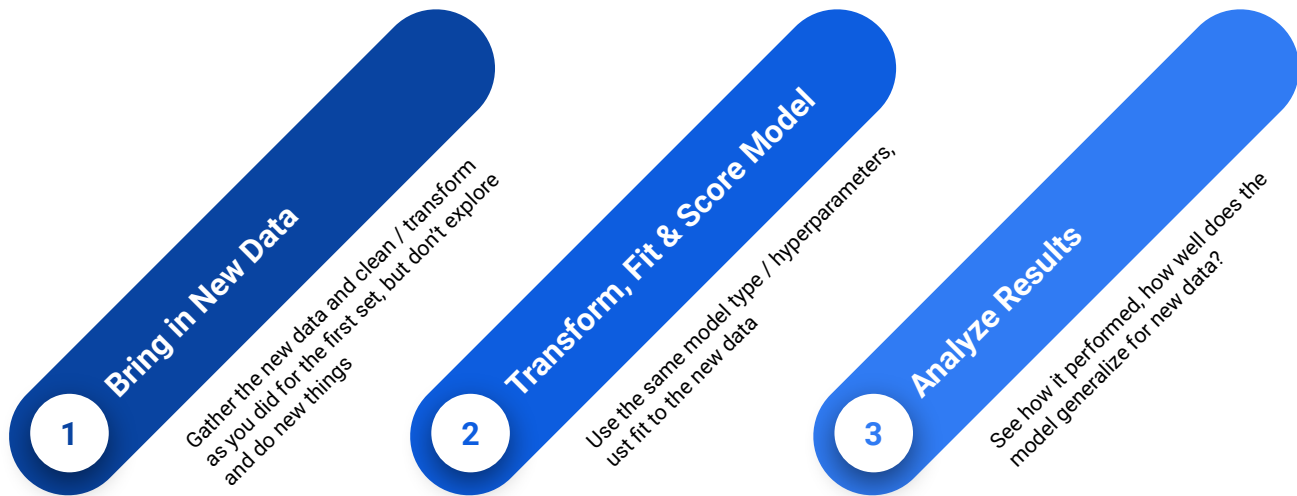 1
Bring in New Data
Gather the new data and clean / transform
as you did for the first set, but don't explore
and do new things
2
Transform, Fit & Score Model
Use the same model type / hyperparameters,
ust fit to the new data
3
Analyze Results
See how it performed, how well does the
model generalize for new data?